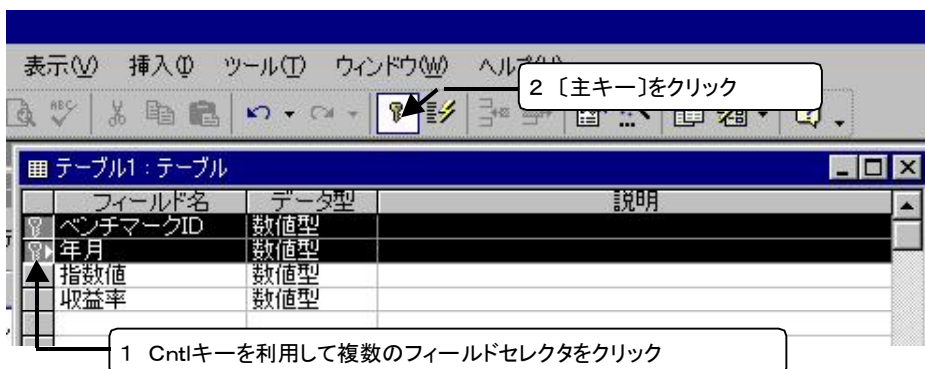 表示(V) 挿入(I) ツール(T) ウィンドウ(W)
2 〔主キー〕をクリック
テーブル1 : テーブル
フィールド名 データ型 説明
ベンチマークID 数値型
年月 数値型
指数値 数値型
収益率 数値型
1 Cntlキーを利用して複数のフィールドセレクタをクリック